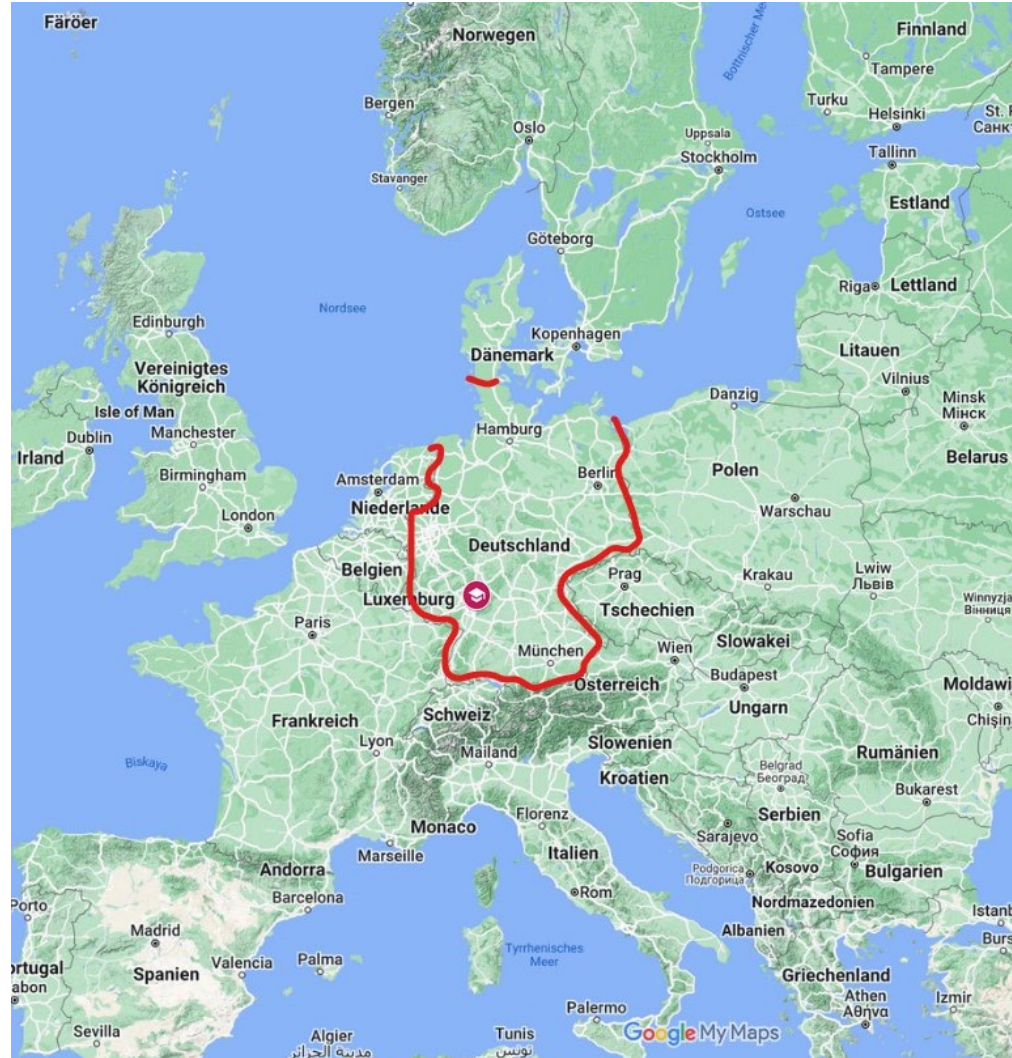 Färöer
Finnland
Norwegen
Bottnischer Me
Tampere
Bergen
Turku
Helsinki
St. P
Санкт
Oslo
Uppsala
Stockholm
Tallinn
Stavanger
Estland
Ostsee
Göteborg
Riga
Lettland
Nordsee
Edinburgh
Kopenhagen
Dänemark
Litauen
Vereinigtes
Königreich
Vilnius
Danzig
Minsk
Мінск
Isle of Man
Hamburg
Dublin
Manchester
Irland
Belarus
Birmingham
Amsterdam
Berlin
Polen
Warschau
Niederlande
London
Deutschland
Belgien
Prag
Krakau
Lwiw
Львів
Luxemburg
Tschechien
Winnyzja
Вінниця
Paris
Slowakei
München
Wien
Budapest
Österreich
Moldawi
Ungarn
Chișin
Frankreich
Schweiz
Lyon
Mailand
Slowenien
Rumänien
Biskaya
Kroatien
Belgrad
Београд
Bukarest
Monaco
Florenz
Serbien
Marseille
Sarajevo
Sofia
София
Andorra
Italien
Podgorica
Подгорица
Kosovo
Bulgarien
Barcelona
Rom
Nordmazedonien
Porto
Madrid
Albanien
Istanb
Burs
Tyrrhenisches
Meer
ortugal
abon
Spanien
Valencia
Palma
Griechenland
Athen
Αθήνα
Izmir
Palermo
Google My Maps
Sevilla
Algier
مدينة الجزائر
Tunis
تونس